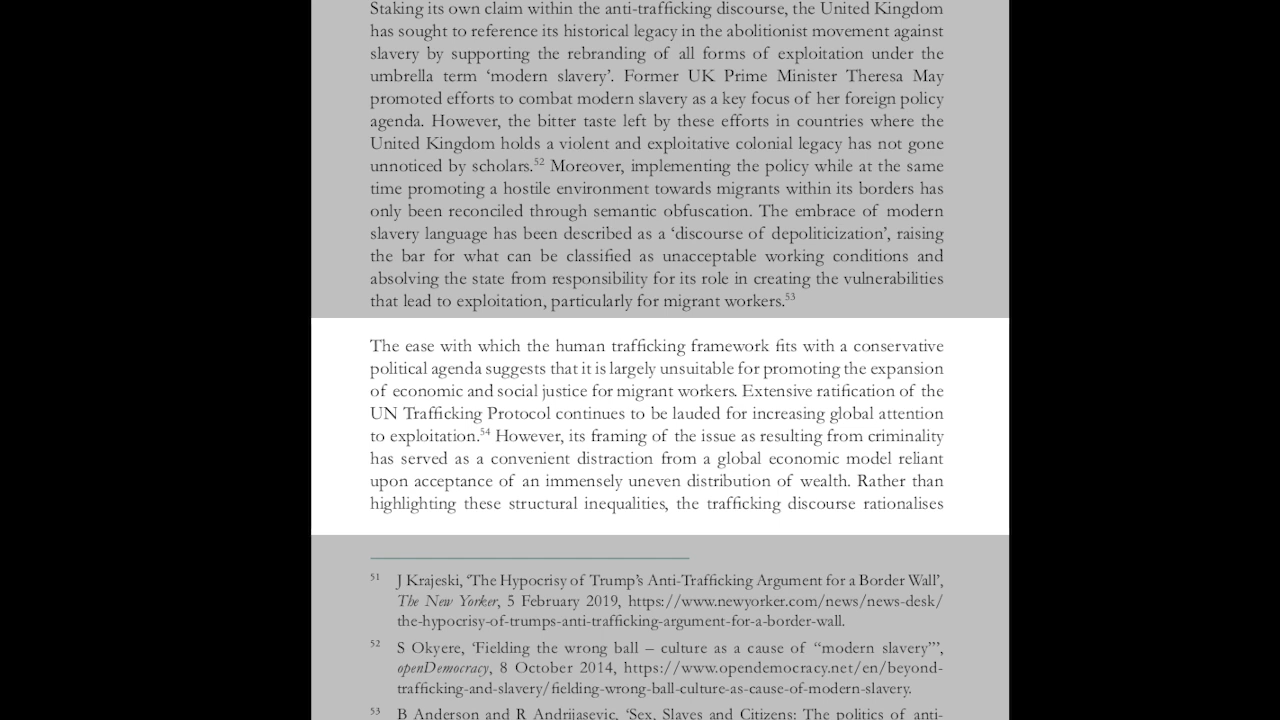 Staking its own claim within the anti-trafficking discourse, the United Kingdom
has sought to reference its historical legacy in the abolitionist movement against
slavery by supporting the rebranding of all forms of exploitation under the
umbrella term ‘modern slavery’. Former UK Prime Minister Theresa May
promoted efforts to combat modern slavery as a key focus of her foreign policy
agenda. However, the bitter taste left by these efforts in countries where the
United Kingdom holds a violent and exploitative colonial legacy has not gone
unnoticed by scholars.52 Moreover, implementing the policy while at the same
time promoting a hostile environment towards migrants within its borders has
only been reconciled through semantic obfuscation. The embrace of modern
slavery language has been described as a ‘discourse of depoliticization’, raising
the bar for what can be classified as unacceptable working conditions and
absolving the state from responsibility for its role in creating the vulnerabilities
that lead to exploitation, particularly for migrant workers.53
The ease with which the human trafficking framework fits with a conservative
political agenda suggests that it is largely unsuitable for promoting the expansion
of economic and social justice for migrant workers. Extensive ratification of the
UN Trafficking Protocol continues to be lauded for increasing global attention
to exploitation.54 However, its framing of the issue as resulting from criminality
has served as a convenient distraction from a global economic model reliant
upon acceptance of an immensely uneven distribution of wealth. Rather than
highlighting these structural inequalities, the trafficking discourse rationalises
51 J Krajeski, ‘The Hypocrisy of Trump’s Anti-Trafficking Argument for a Border Wall’,
The New Yorker, 5 February 2019, https://www.newyorker.com/news/news-desk/
the-hypocrisy-of-trumps-anti-trafficking-argument-for-a-border-wall.
52 S Okyere, ‘Fielding the wrong ball – culture as a cause of “modern slavery”’,
openDemocracy, 8 October 2014, https://www.opendemocracy.net/en/beyond-
trafficking-and-slavery/fielding-wrong-ball-culture-as-cause-of-modern-slavery.
53 B Anderson and R Andrijasevic, ‘Sex, Slaves and Citizens: The politics of anti-